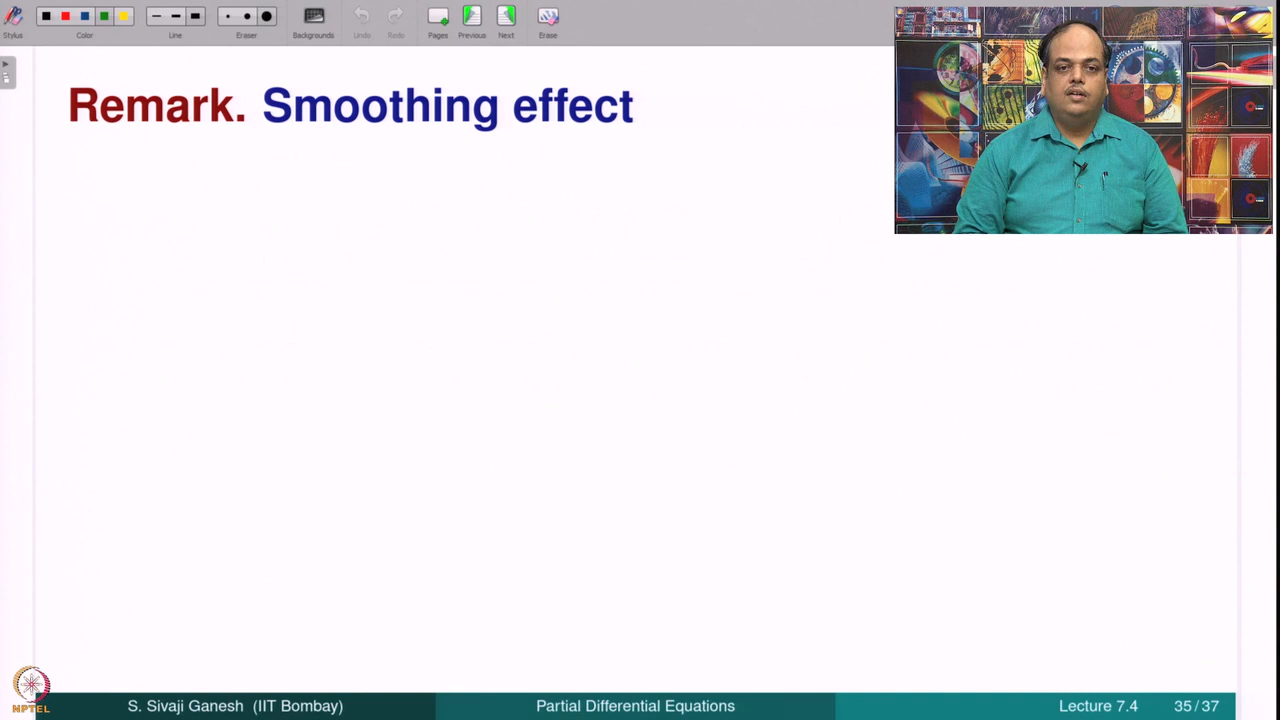 Stylus Color Line Eraser Backgrounds Undo Redo Pages Previous Next Erase
Remark. Smoothing effect
NPTEL
S. Sivaji Ganesh (IIT Bombay) Partial Differential Equations Lecture 7.4 35/37